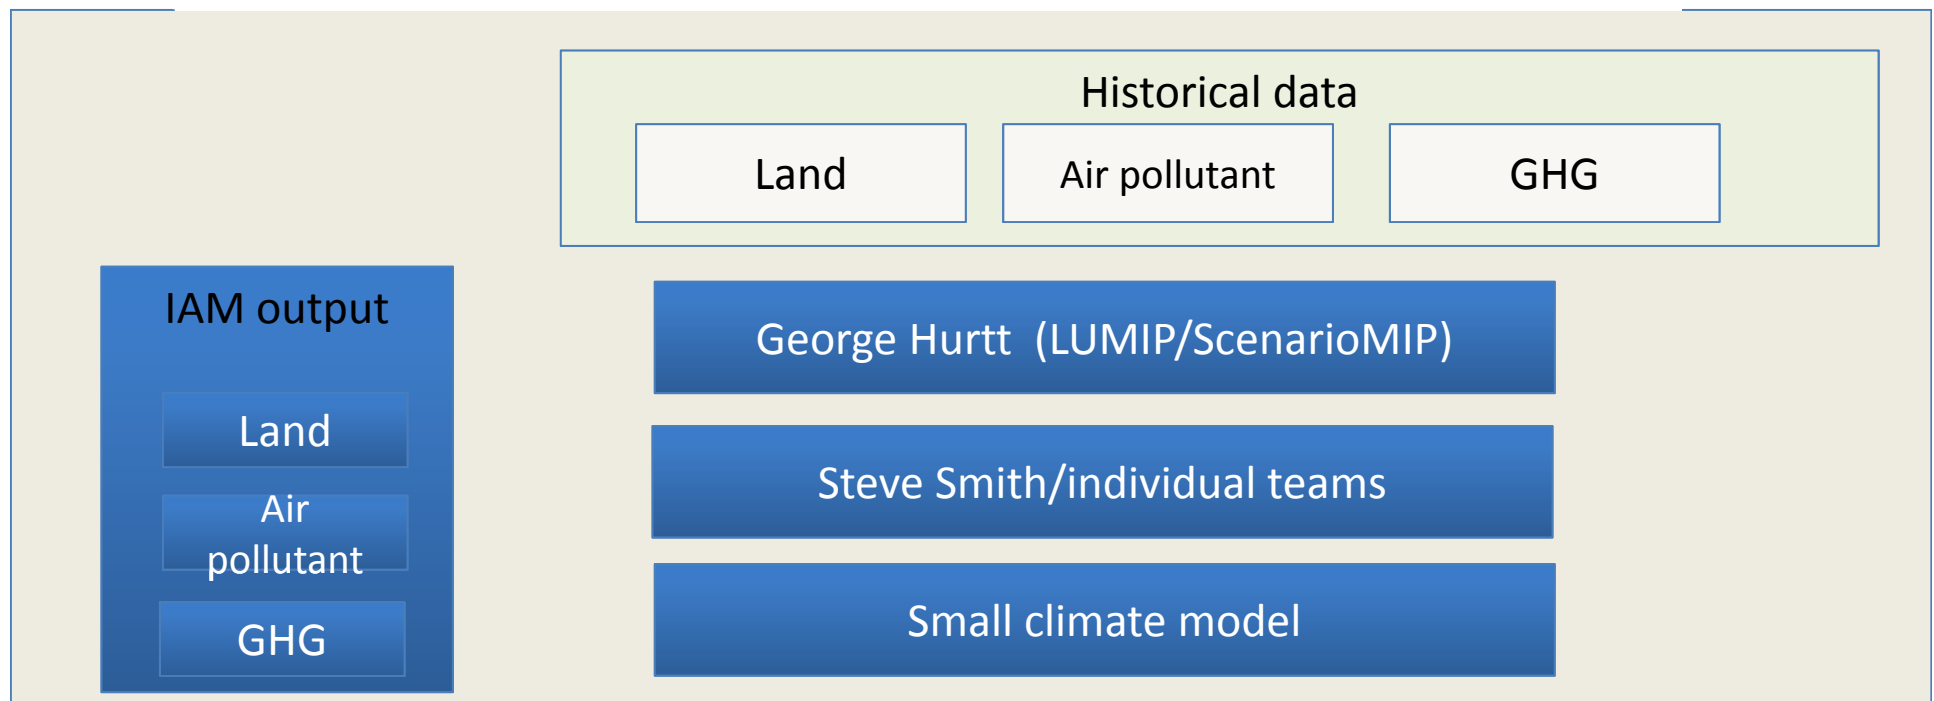 Historical data
Land
Air pollutant
GHG
IAM output
Land
Air
pollutant
GHG
George Hurtt  (LUMIP/ScenarioMIP)
Steve Smith/individual teams
Small climate model